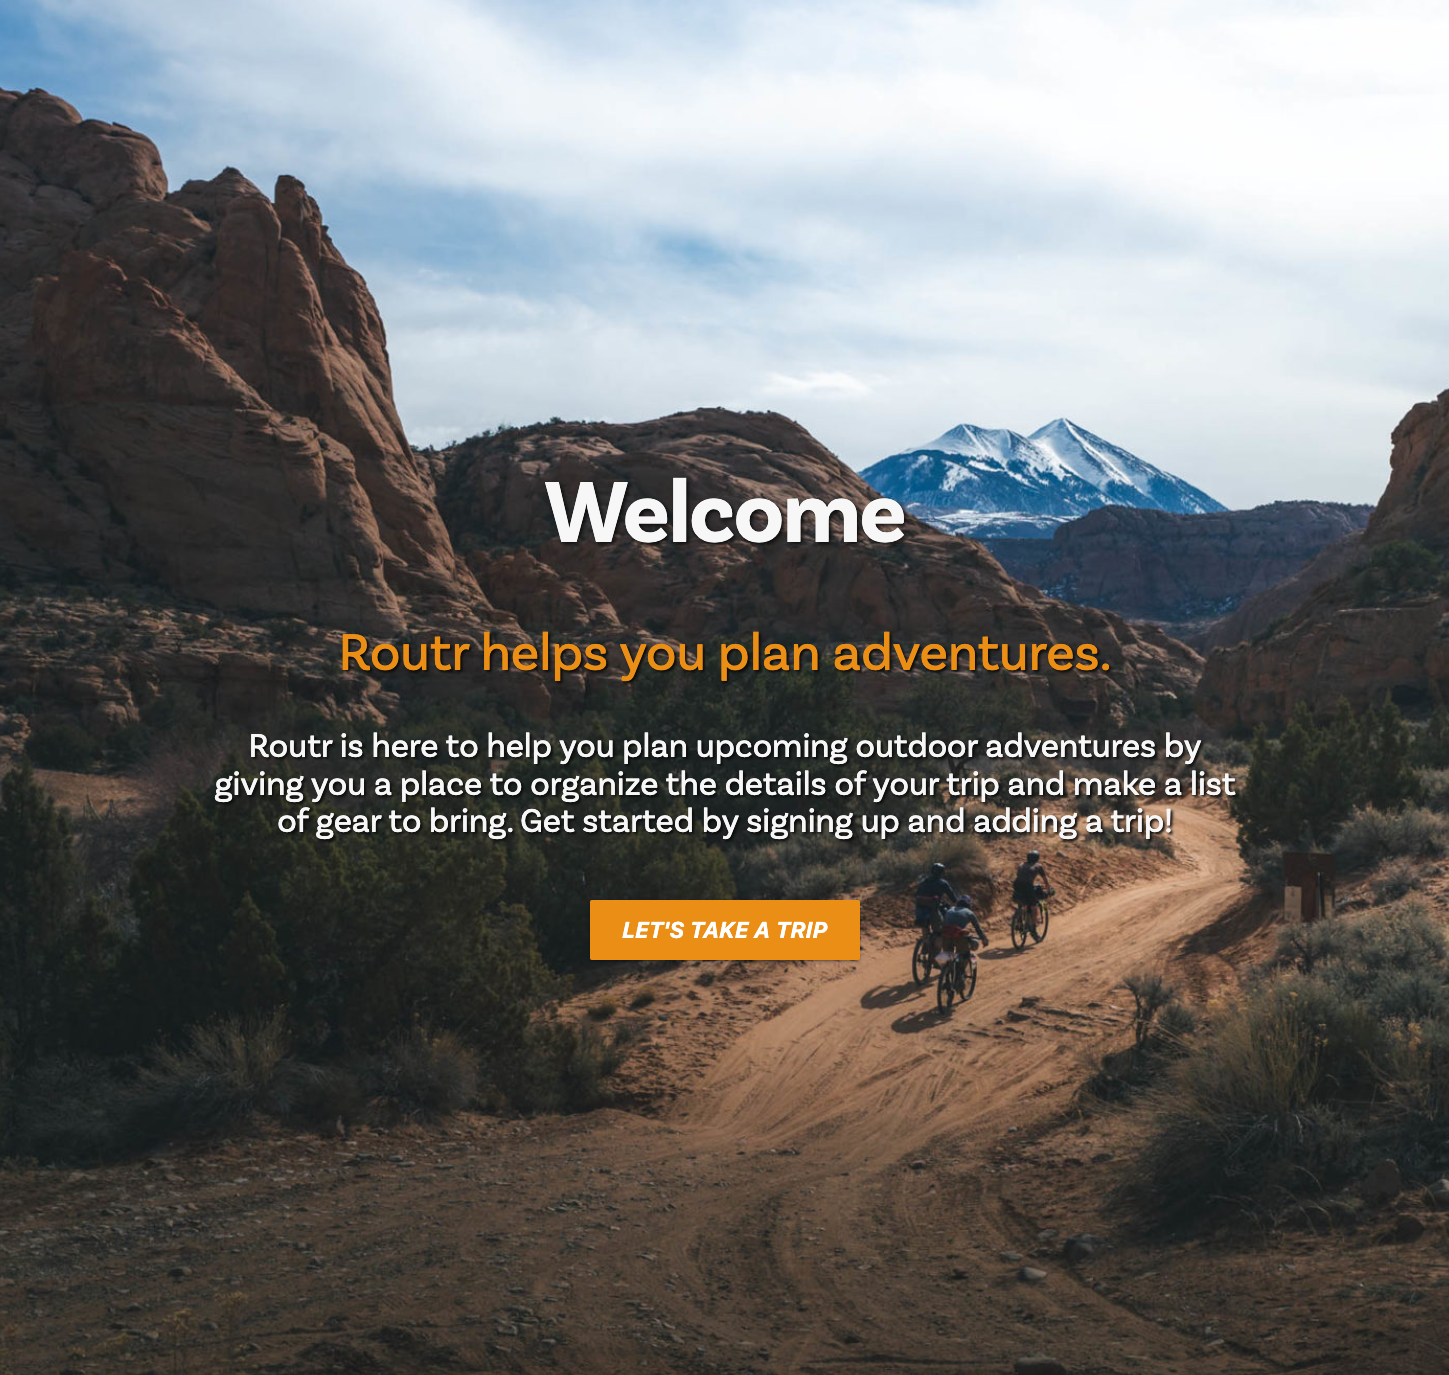 Welcome
Routr helps you plan adventures.
Routr is here to help you plan upcoming outdoor adventures by
giving you a place to organize the details of your trip and make a list
of gear to bring. Get started by signing up and adding a trip!
LET'S TAKE A TRIP